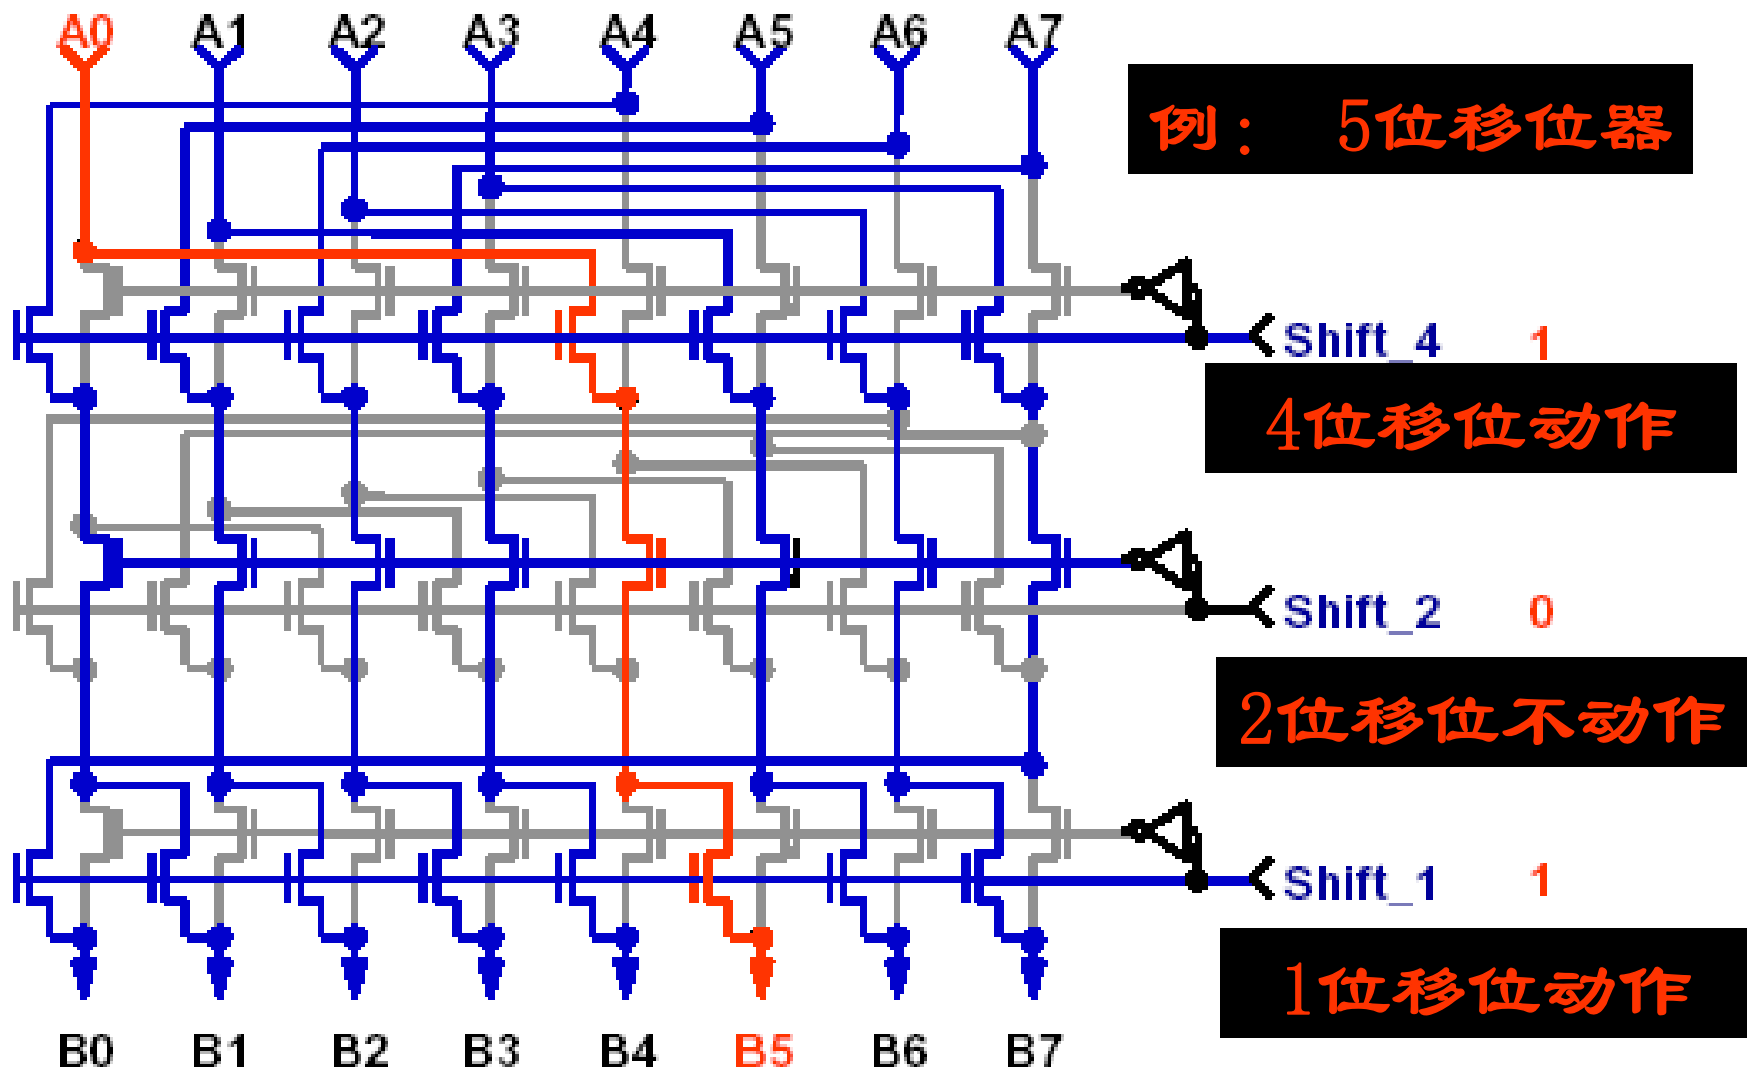 A0 A1 A2 A3 A4 A5 A6 A7
例： 5位移位器
Shift_4 1
4位移位动作
Shift_2 0
2位移位不动作
Shift_1 1
1位移位动作
B0 B1 B2 B3 B4 B5 B6 B7